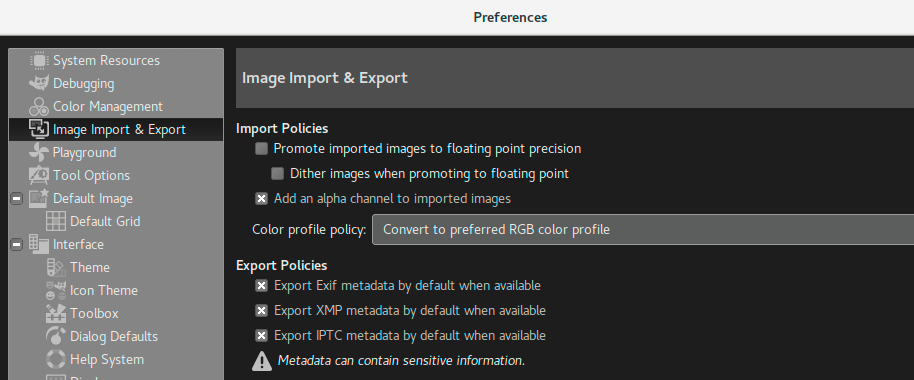 Preferences
System Resources
Debugging
Color Management
Image Import & Export
Playground
Tool Options
Default Image
Default Grid
Interface
Theme
Icon Theme
Toolbox
Dialog Defaults
Help System
Image Import & Export
Import Policies
Promote imported images to floating point precision
Dither images when promoting to floating point
Add an alpha channel to imported images
Color profile policy: Convert to preferred RGB color profile
Export Policies
Export Exif metadata by default when available
Export XMP metadata by default when available
Export IPTC metadata by default when available
Metadata can contain sensitive information.